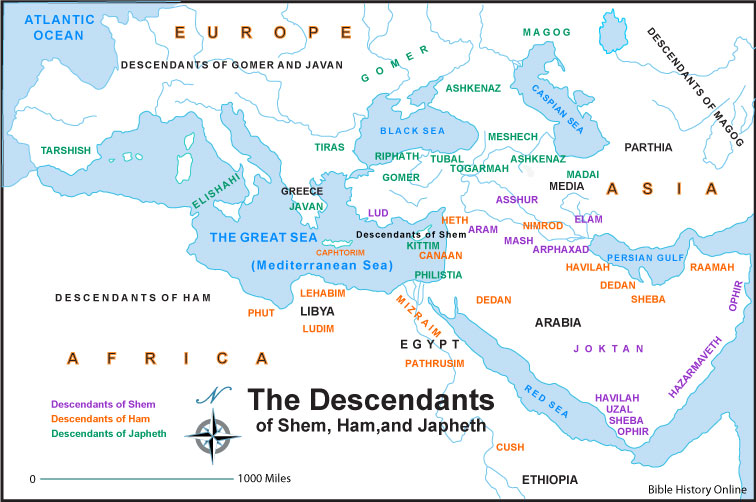 ATLANTIC
OCEAN
EUROPE
MAGOG
DESCENDANTS OF GOMER AND JAVAN
GOMER
DESCENDANTS OF MAGOG
ASHKENAZ
CASPIAN SEA
BLACK SEA
TARSHISH
TIRAS
MESHECH
PARTHIA
RIPHATH
TUBAL
ASHKENAZ
TOGARMAH
GOMER
MADAI
MEDIA
ASIA
ELISHAHI
GREECE
JAVAN
ASSHUR
LUD
HETH
ELAM
NIMROD
ARAM
THE GREAT SEA
Descendants of Shem
MASH
KITTIM
ARPHAXAD
CAPHTORIM
CANAAN
PERSIAN GULF
(Mediterranean Sea)
HAVILAH
RAAMAH
PHILISTIA
DEDAN
OPHIR
DESCENDANTS OF HAM
LEHABIM
MIZRAIM
DEDAN
SHEBA
PHUT
LIBYA
LUDIM
ARABIA
EGYPT
JOKTAN
AFRICA
PATHRUSIM
HAZARMAVETH
N
The Descendants
of Shem, Ham,and Japheth
Descendants of Shem
Descendants of Ham
Descendants of Japheth
RED SEA
HAVILAH
UZAL
SHEBA
OPHIR
CUSH
0
1000 Miles
ETHIOPIA
Bible History Online